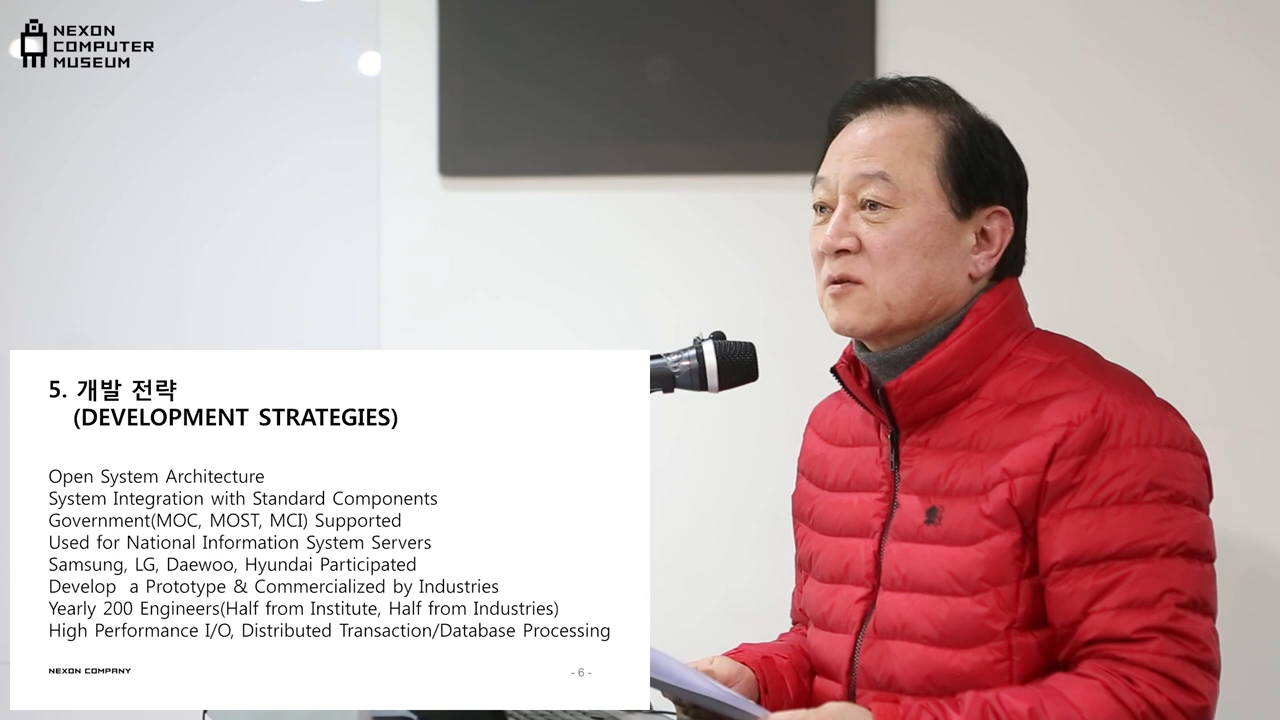 NEXON
COMPUTER
MUSEUM
5. 개발 전략
(DEVELOPMENT STRATEGIES)
Open System Architecture
System Integration with Standard Components
Government(MOC, MOST, MCI) Supported
Used for National Information System Servers
Samsung, LG, Daewoo, Hyundai Participated
Develop  a Prototype & Commercialized by Industries
Yearly 200 Engineers(Half from Institute, Half from Industries)
High Performance I/O, Distributed Transaction/Database Processing
NEXON COMPANY
- 6 -